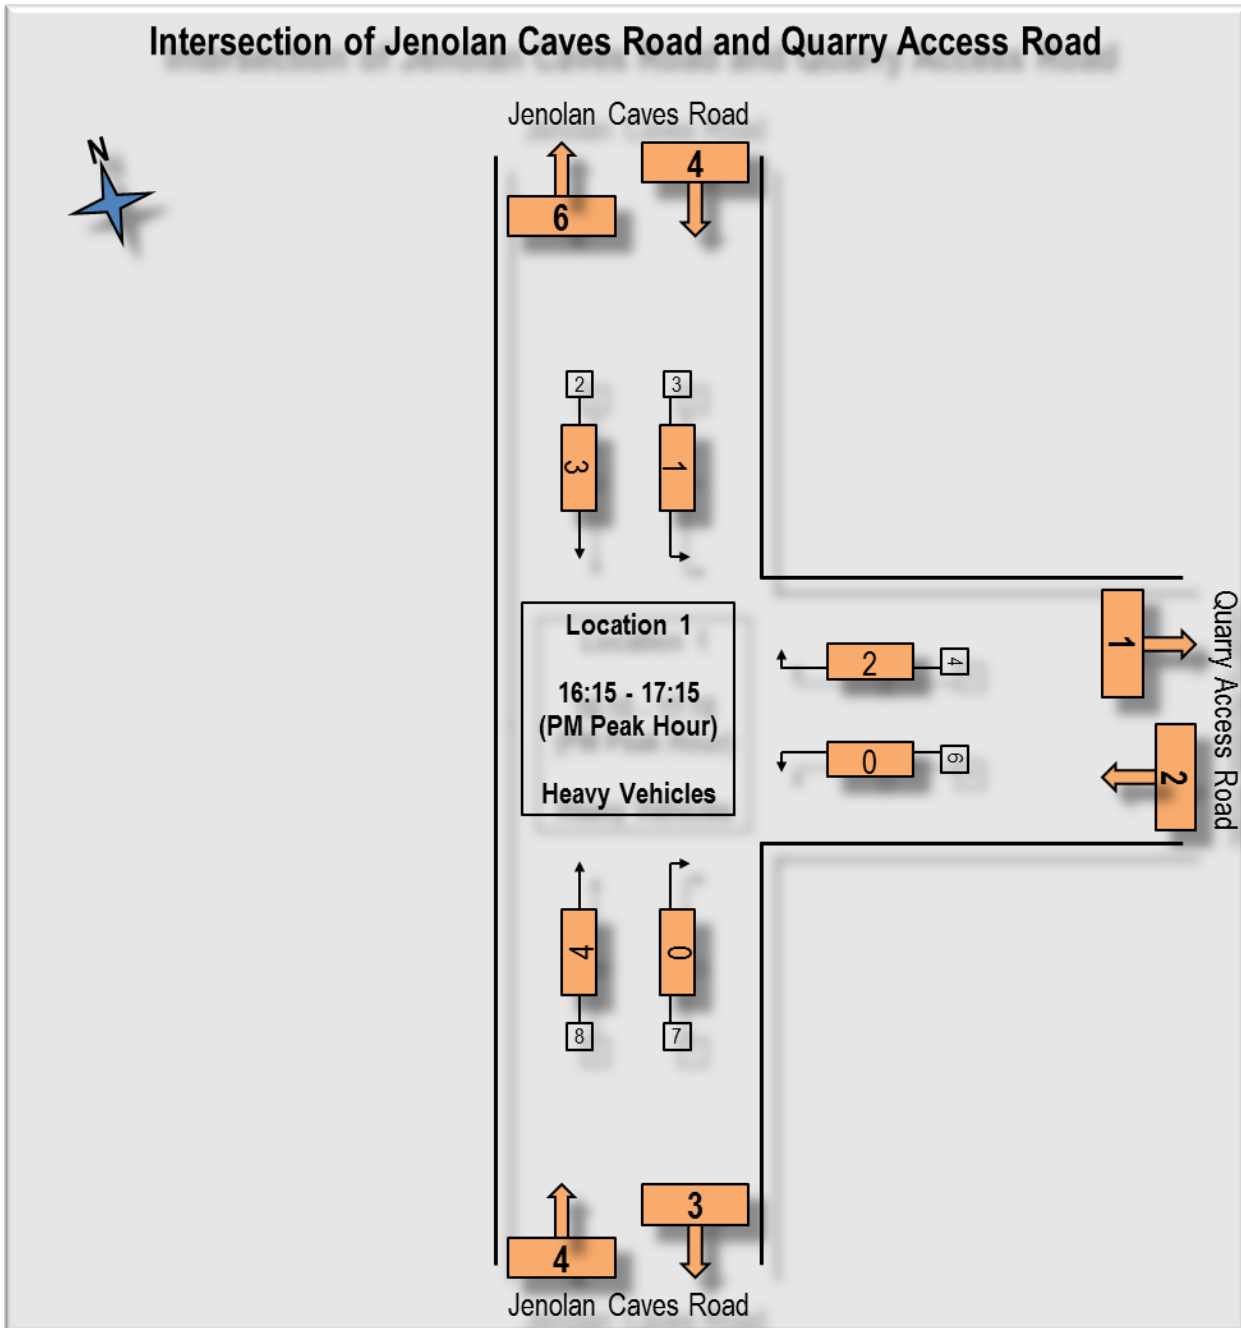 Intersection of Jenolan Caves Road and Quarry Access Road
Jenolan Caves Road
N
4
6
2
3
3
1
Location 1
16:15 - 17:15
(PM Peak Hour)
Heavy Vehicles
2
4
0
6
1
2
Quarry Access Road
4
0
8
7
3
4
Jenolan Caves Road